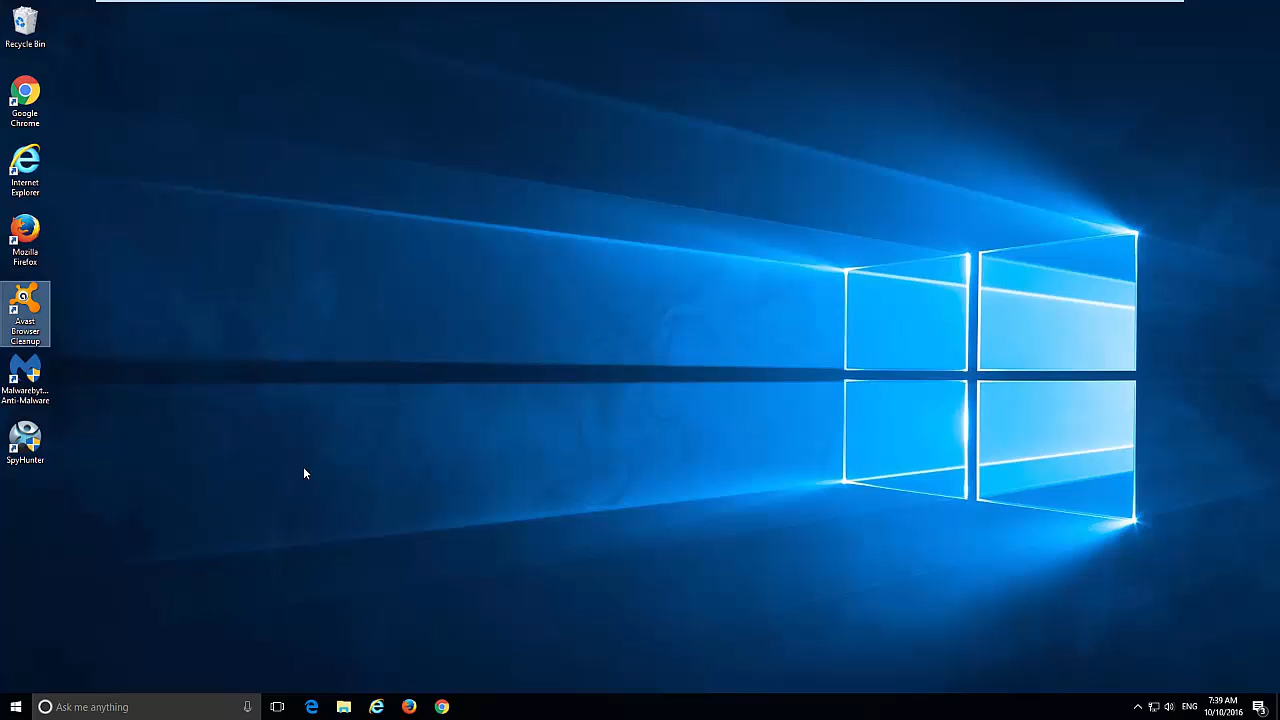 Recycle Bin
Google
Chrome
Internet
Explorer
Mozilla
Firefox
Avast
Browser
Cleanup
Malwarebyt...
Anti-Malware
SpyHunter
Ask me anything
ENG
7:39 AM
10/10/2016
3